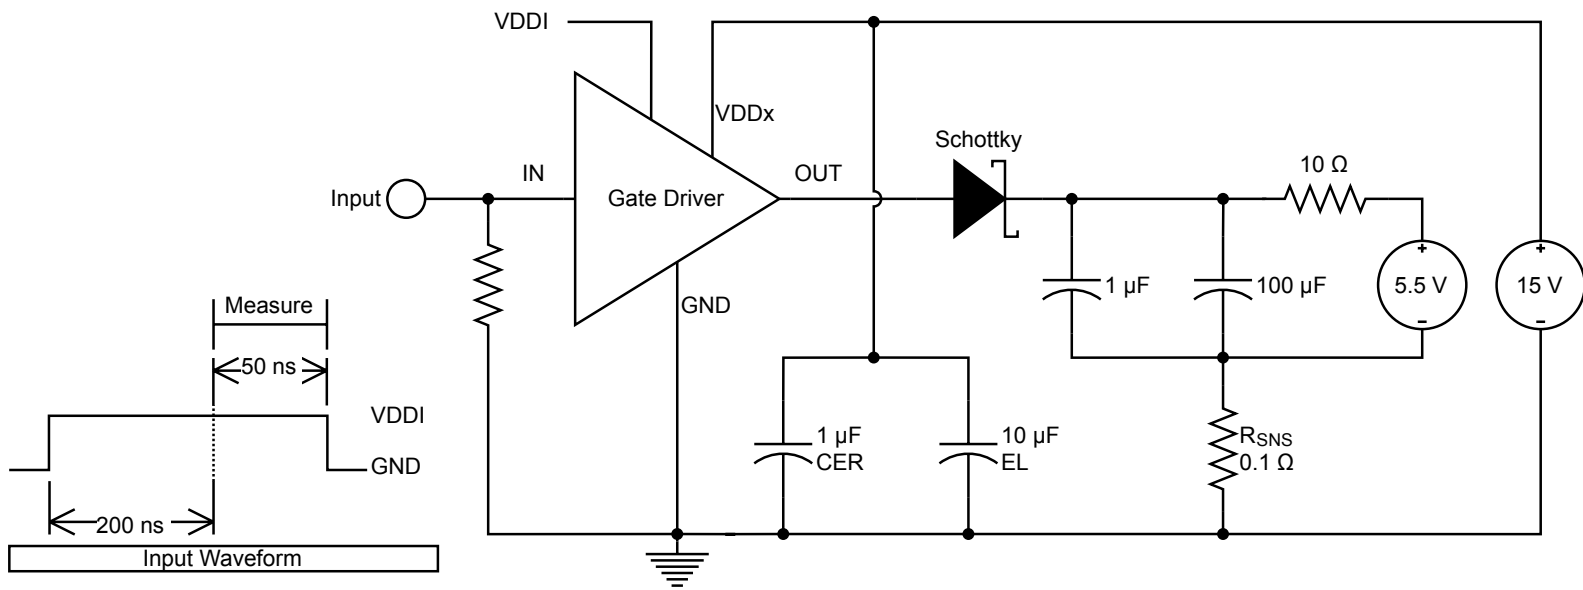 VDDI
VDDx
Schottky
IN
OUT
10 Ω
Input
Gate Driver
+
+
1 µF
100 µF
5.5 V
15 V
−
−
GND
Measure
50 ns
VDDI
GND
200 ns
Input Waveform
1 µF
CER
10 µF
EL
RSNS
0.1 Ω